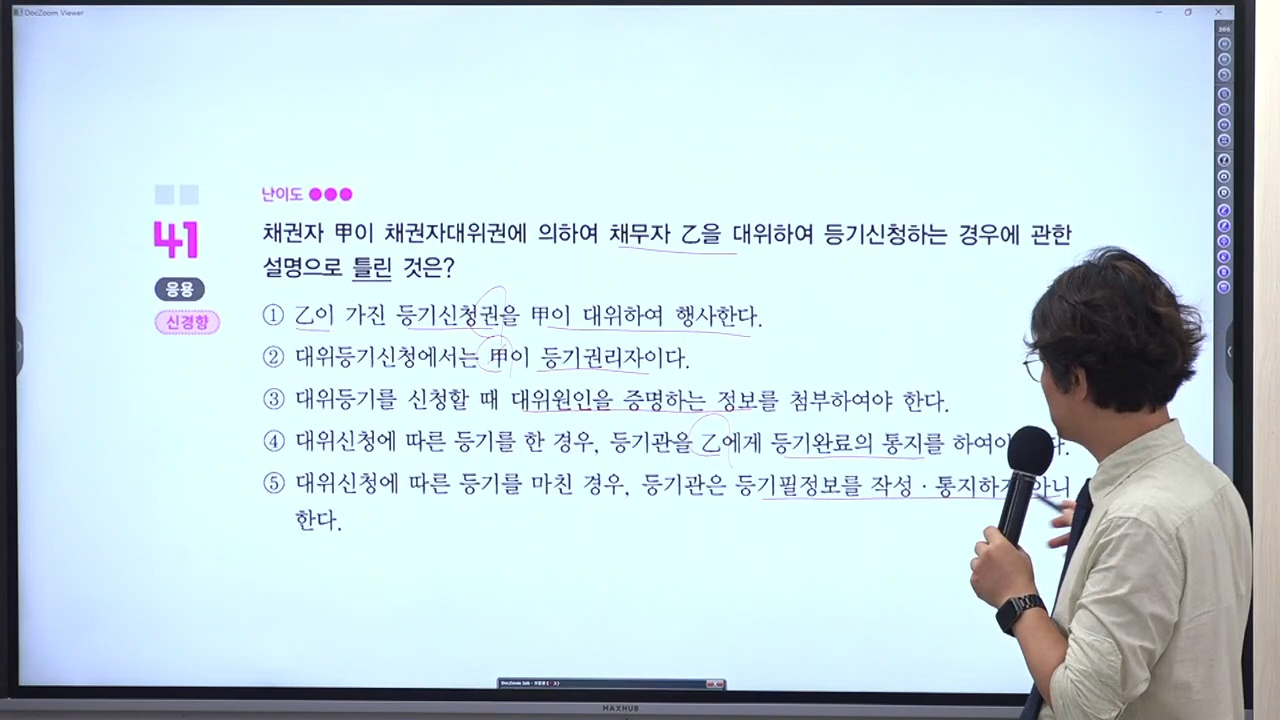 DocZoom Viewer
난이도 ●●●
41
채권자 甲이 채권자대위권에 의하여 채무자 乙을 대위하여 등기신청하는 경우에 관한
설명으로 틀린 것은?
응용
신경향
① 乙이 가진 등기신청권을 甲이 대위하여 행사한다.
② 대위등기신청에서는 甲이 등기권리자이다.
③ 대위등기를 신청할 때 대위원인을 증명하는 정보를 첨부하여야 한다.
④ 대위신청에 따른 등기를 한 경우, 등기관을 乙에게 등기완료의 통지를 하여야
⑤ 대위신청에 따른 등기를 마친 경우, 등기관은 등기필정보를 작성·통지하지 아니
한다.
MAXHUB